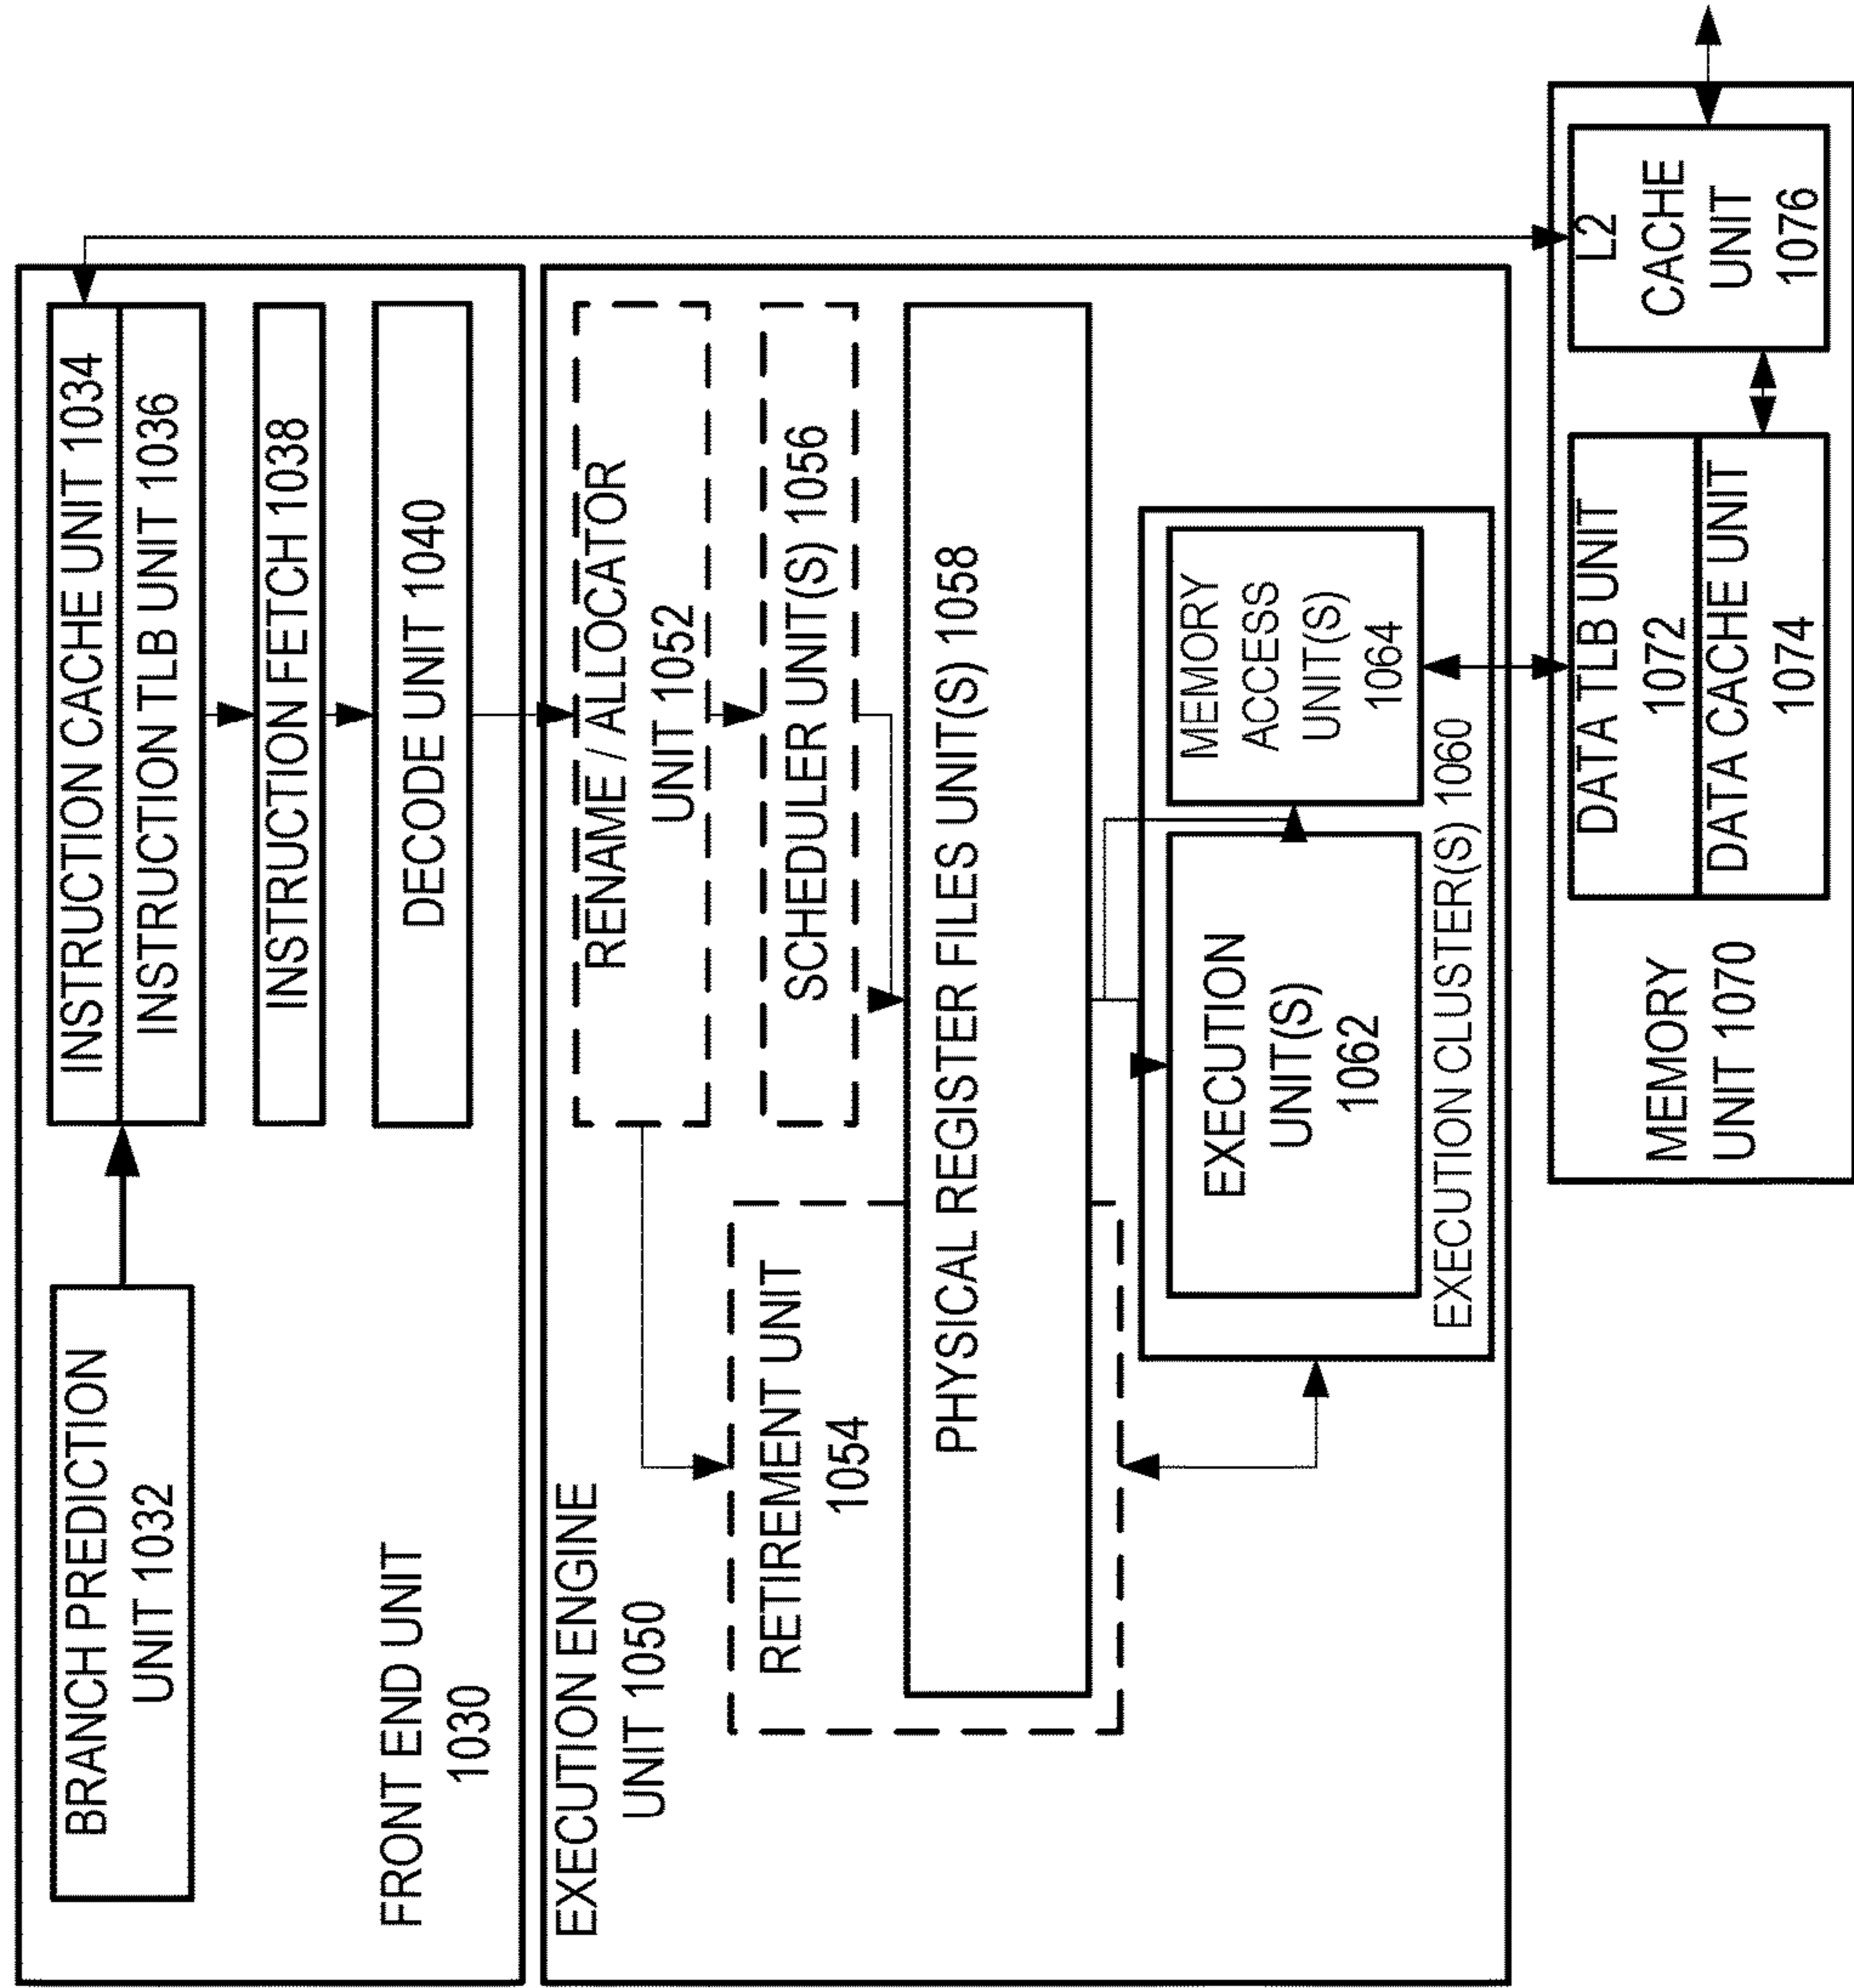 BRANCH PREDICTION
UNIT 1032
INSTRUCTION CACHE UNIT 1034
INSTRUCTION TLB UNIT 1036
INSTRUCTION FETCH 1038
DECODE UNIT 1040
FRONT END UNIT
1030
EXECUTION ENGINE
UNIT 1050
RENAME / ALLOCATOR
UNIT 1052
RETIREMENT UNIT
1054
SCHEDULER UNIT(S) 1056
PHYSICAL REGISTER FILES UNIT(S) 1058
EXECUTION
UNIT(S)
1062
MEMORY
ACCESS
UNIT(S)
1064
EXECUTION CLUSTER(S) 1060
MEMORY
UNIT 1070
DATA TLB UNIT
1072
DATA CACHE UNIT
1074
L2
CACHE
UNIT
1076